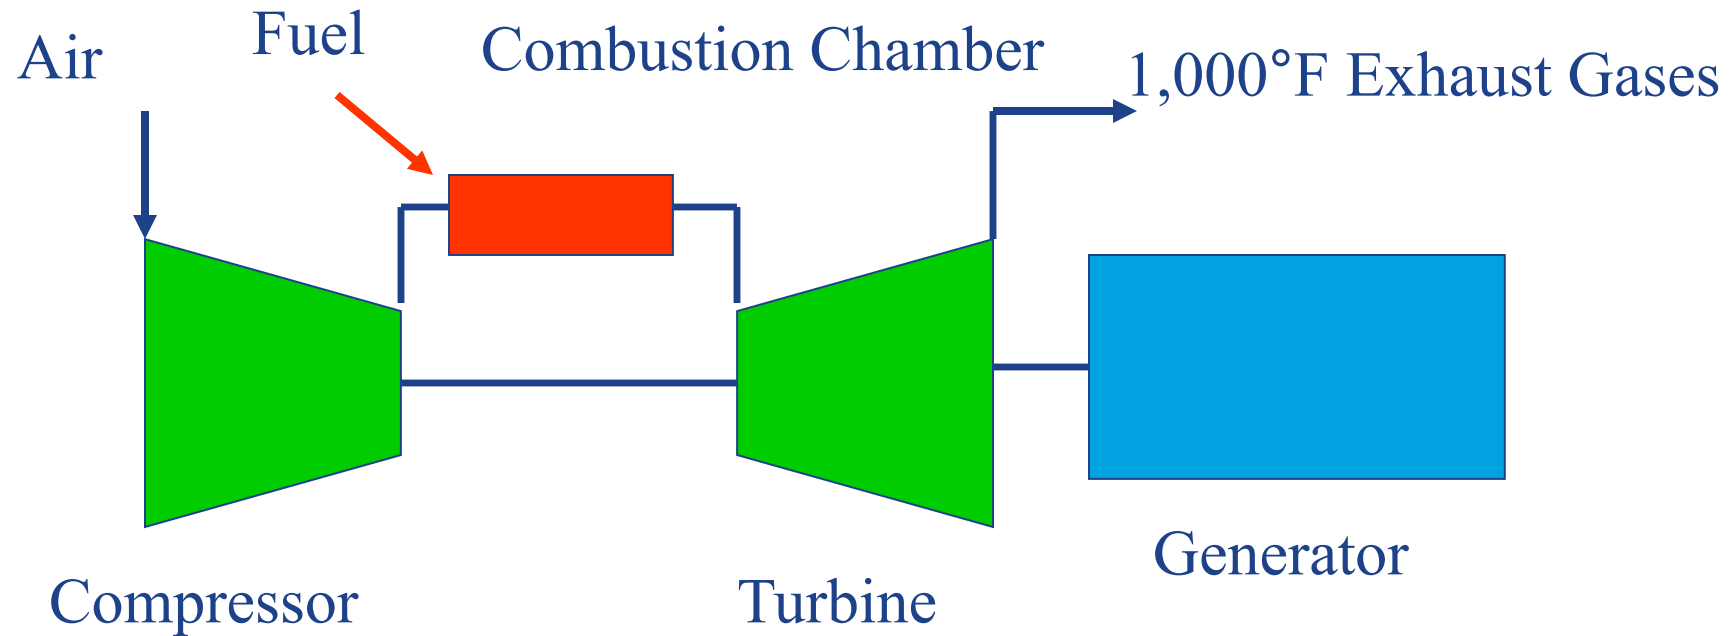 Air
Fuel
Combustion Chamber
1,000°F Exhaust Gases
Generator
Compressor
Turbine